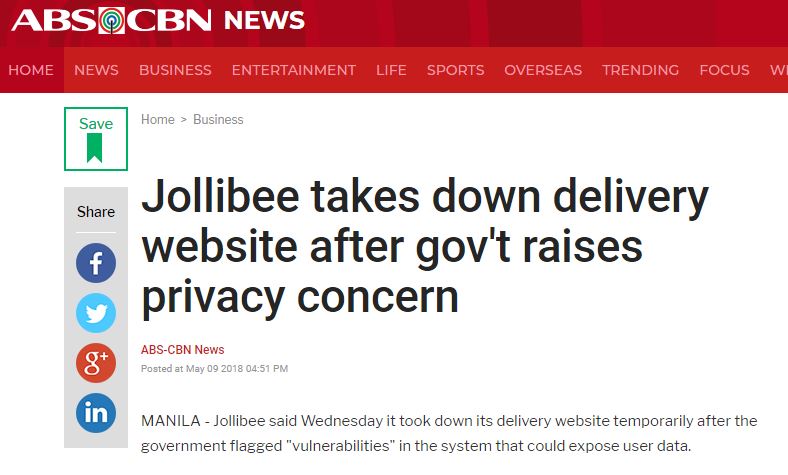 ABS CBN NEWS
HOME NEWS BUSINESS ENTERTAINMENT LIFE SPORTS OVERSEAS TRENDING FOCUS
Save
Home > Business
Jollibee takes down delivery
website after gov't raises
privacy concern
Share
f
g+
in
ABS-CBN News
Posted at May 09 2018 04:51 PM
MANILA - Jollibee said Wednesday it took down its delivery website temporarily after the
government flagged "vulnerabilities" in the system that could expose user data.